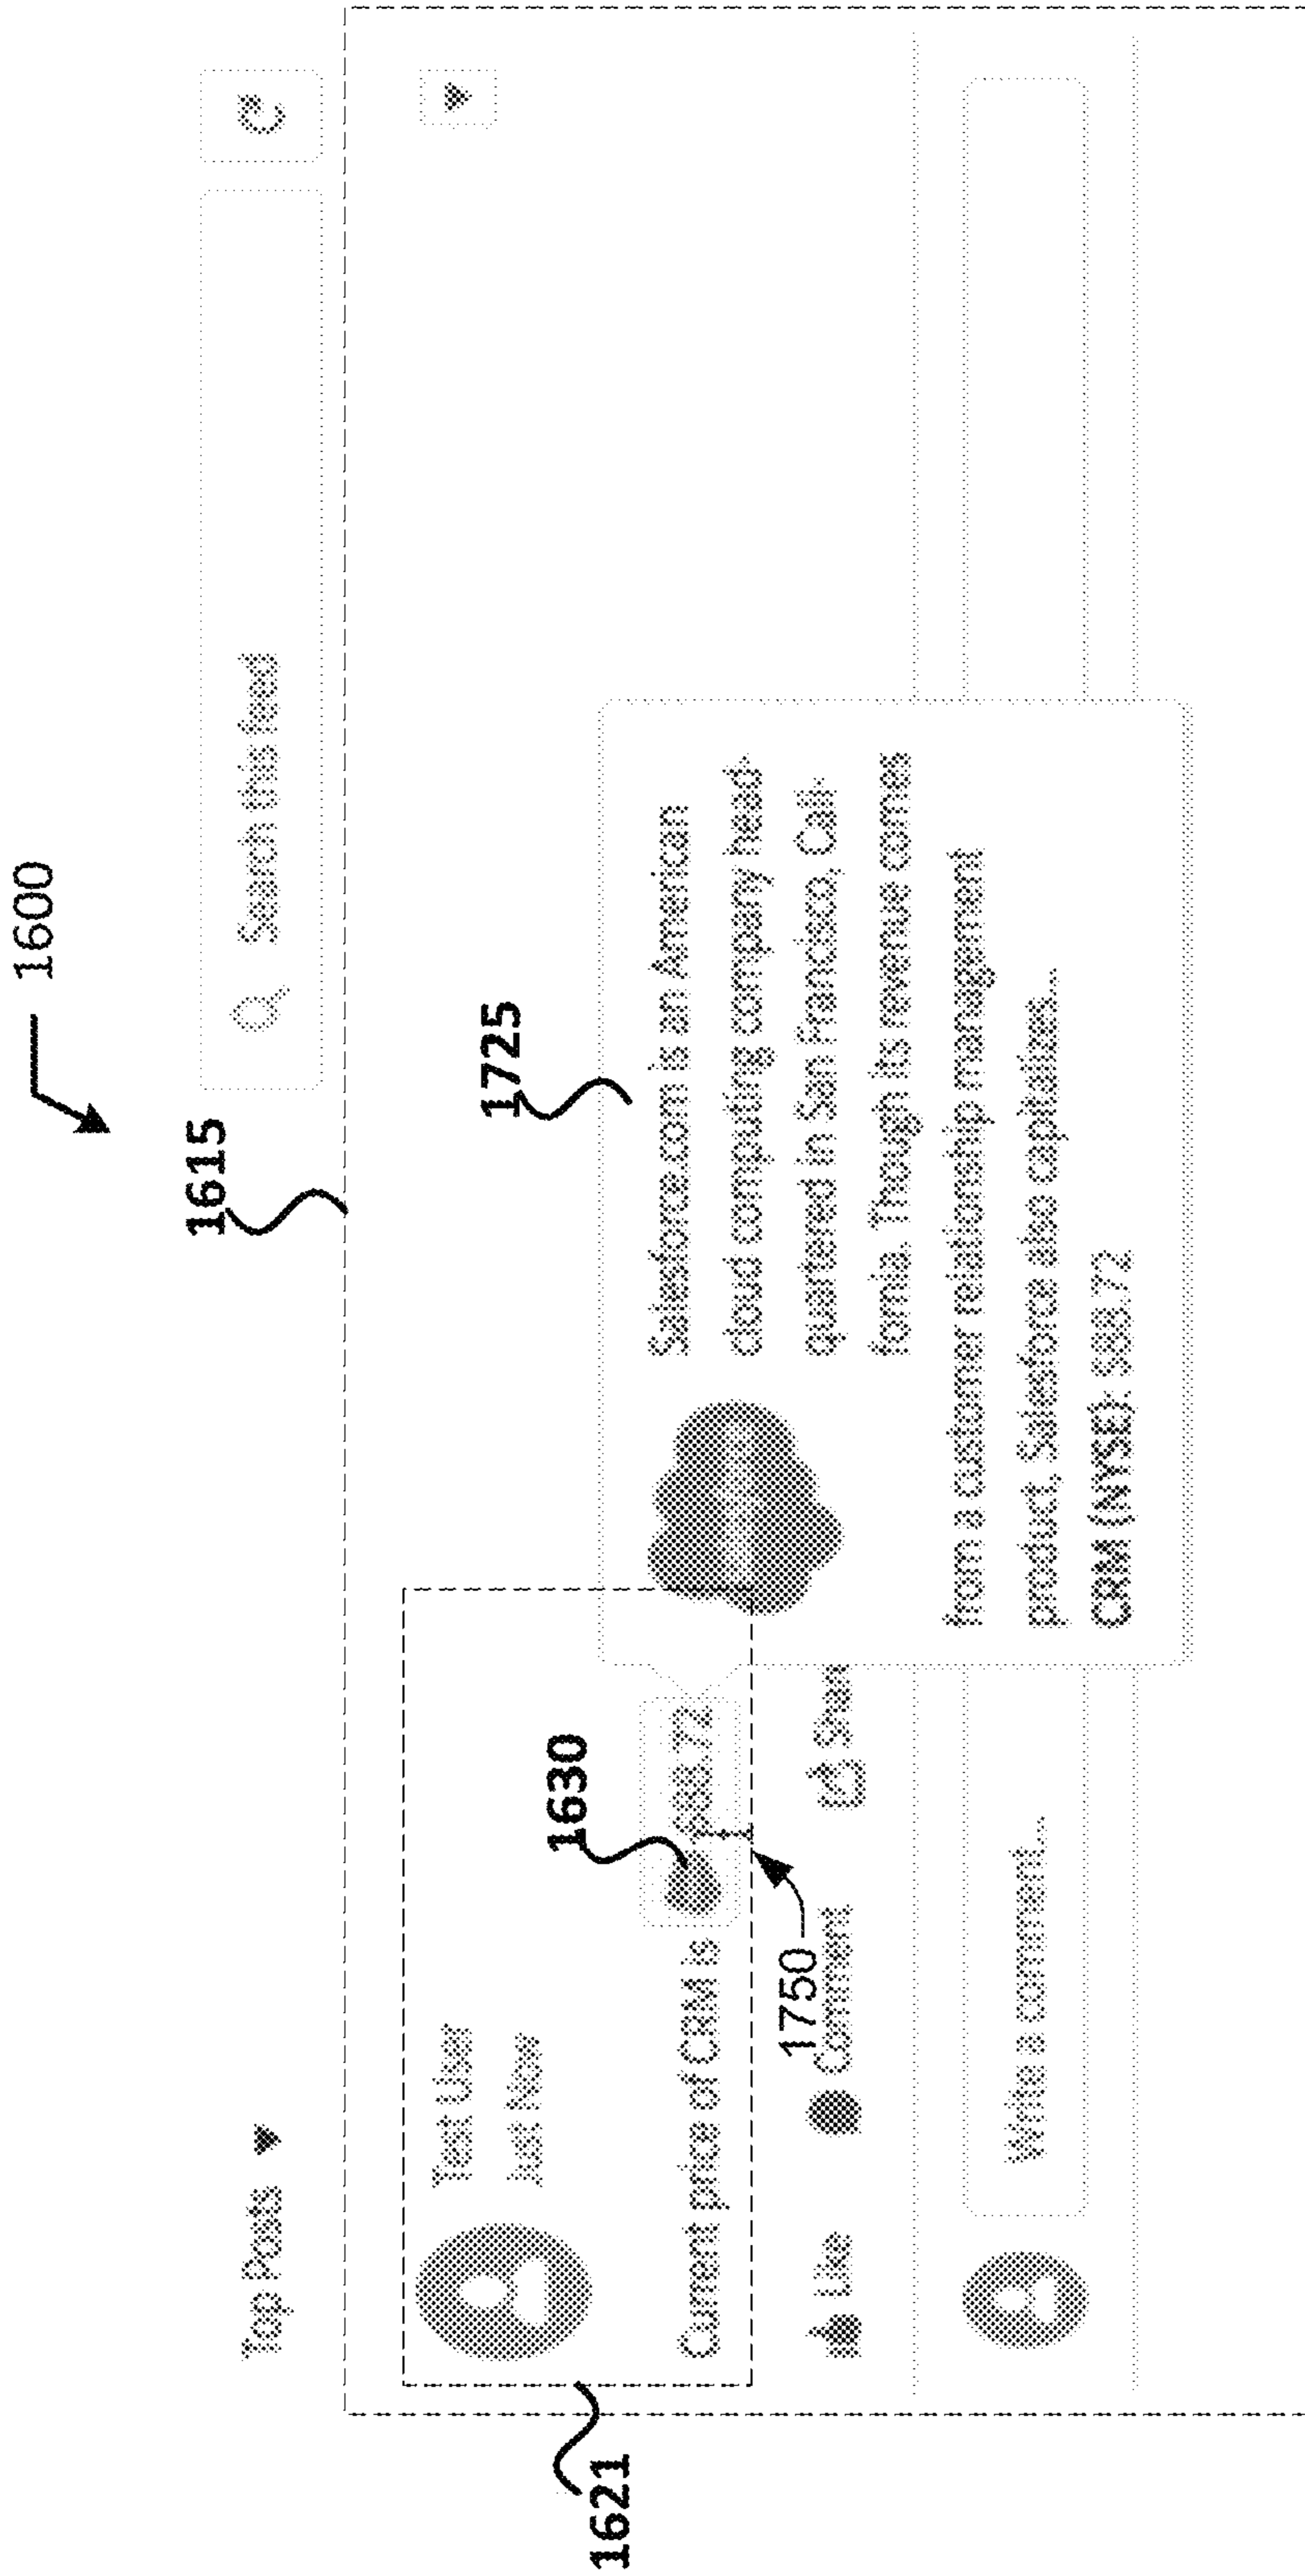 1600
Top Posts
Search this feed
1615
1621
Test User
Just Now
1725
1630
Current price of CRM is
$88.72
Salesforce.com is an American
cloud computing company head-
quartered in San Francisco, Cali-
fornia. Though its revenue comes
from a customer relationship management
product, Salesforce also capitalizes...
CRM (NYSE): $88.72
1750
Like
Comment
Shar
Write a comment...